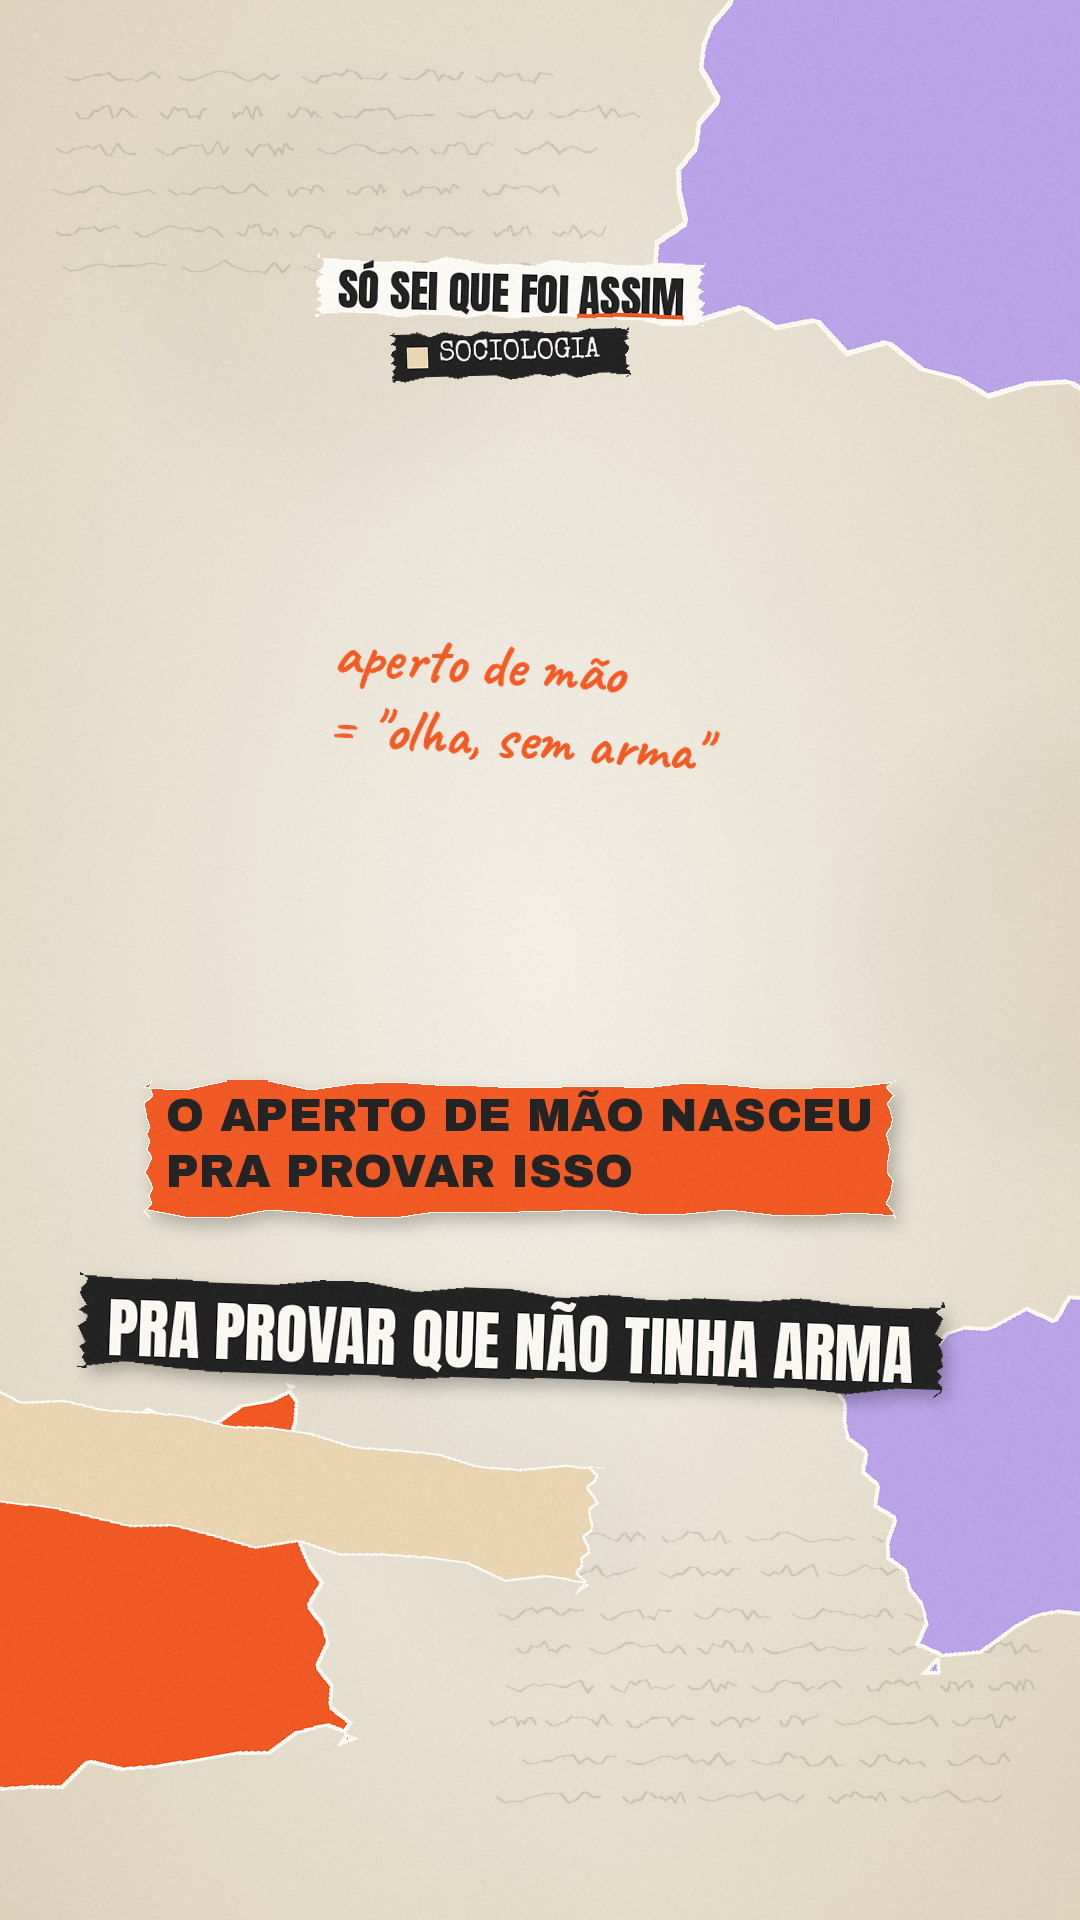 SÓ SEI QUE FOI ASSIM
SOCIOLOGIA
aperto de mão
= "olha, sem arma"
O APERTO DE MÃO NASCEU
PRA PROVAR ISSO
PRA PROVAR QUE NÃO TINHA ARMA